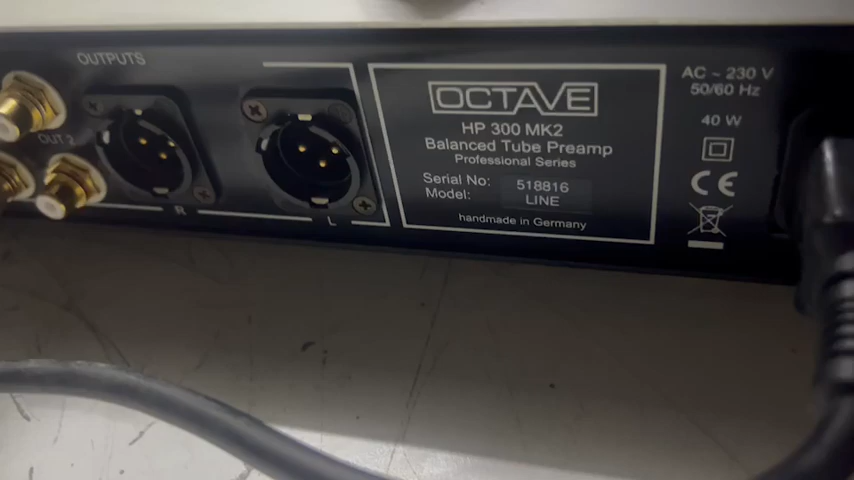 OUTPUTS
OUT 2
R
L
OCTAVE
HP 300 MK2
Balanced Tube Preamp
Professional Series
Serial No: 518816
Model: LINE
handmade in Germany
AC ~ 230 V
50/60 Hz
40 W
CE